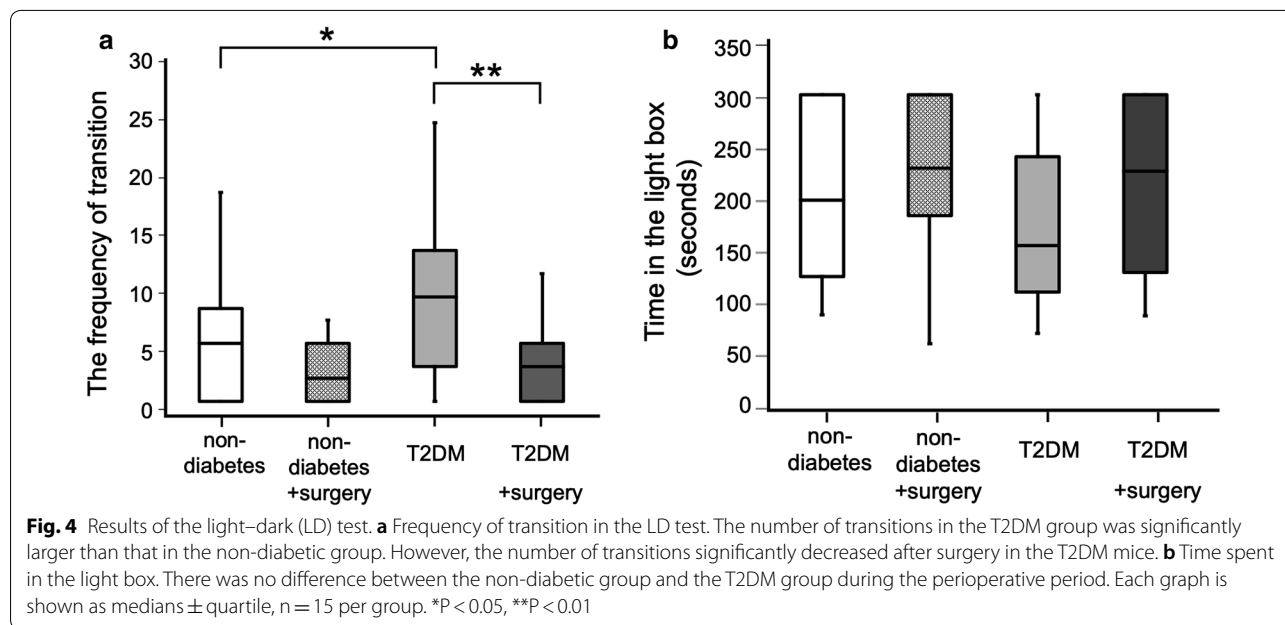 a
The frequency of transition
30
25
20
15
10
5
0
*
**
non-
diabetes
non-
diabetes
+surgery
T2DM
T2DM
+surgery
b
Time in the light box
(seconds)
350
300
250
200
150
100
50
0
non-
diabetes
non-
diabetes
+surgery
T2DM
T2DM
+surgery
Fig. 4 Results of the light–dark (LD) test. a Frequency of transition in the LD test. The number of transitions in the T2DM group was significantly
larger than that in the non-diabetic group. However, the number of transitions significantly decreased after surgery in the T2DM mice. b Time spent
in the light box. There was no difference between the non-diabetic group and the T2DM group during the perioperative period. Each graph is
shown as medians ± quartile, n = 15 per group. *P < 0.05, **P < 0.01